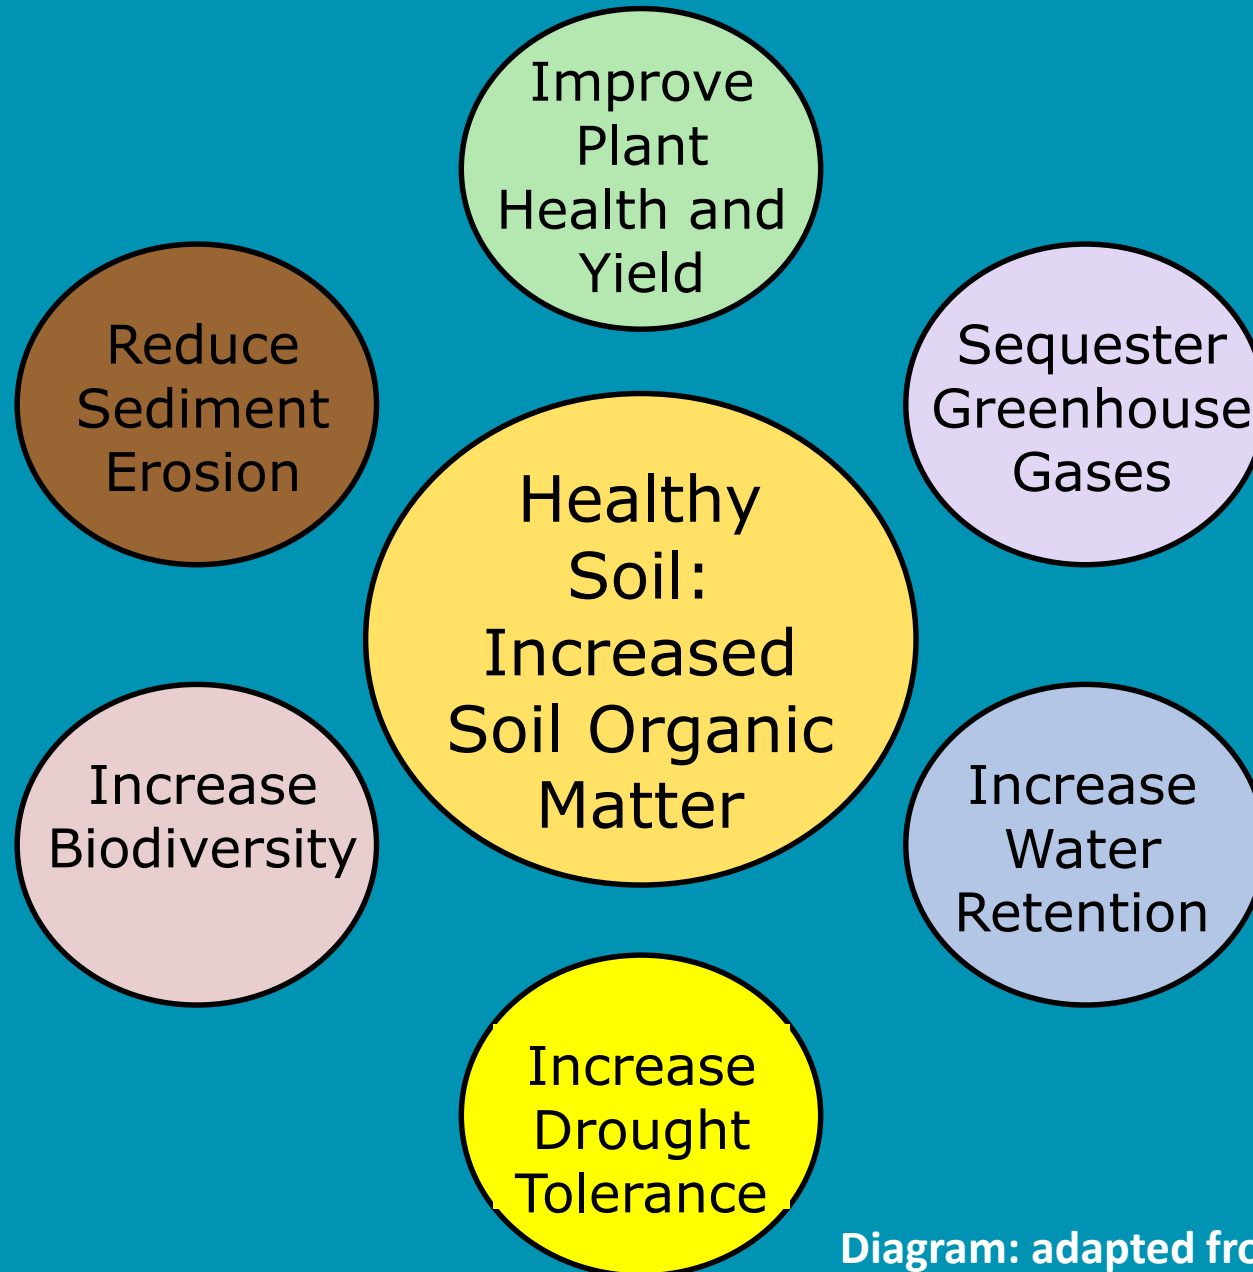 Improve
Plant
Health and
Yield
Reduce
Sediment
Erosion
Sequester
Greenhouse
Gases
Healthy
Soil:
Increased
Soil Organic
Matter
Increase
Biodiversity
Increase
Water
Retention
Increase
Drought
Tolerance
Diagram: adapted